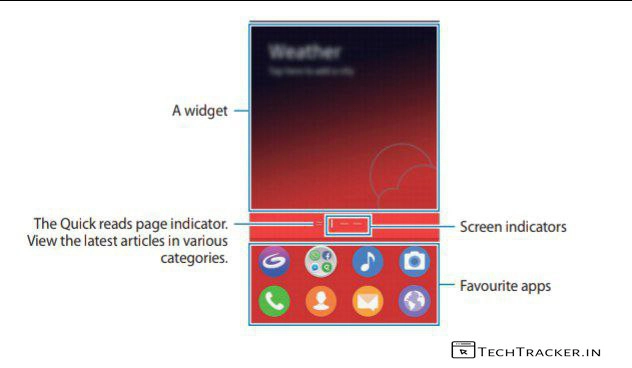 Weather
Tap here to add a city
A widget
The Quick reads page indicator.
View the latest articles in various
categories.
Screen indicators
Favourite apps
TECHTRACKER.IN